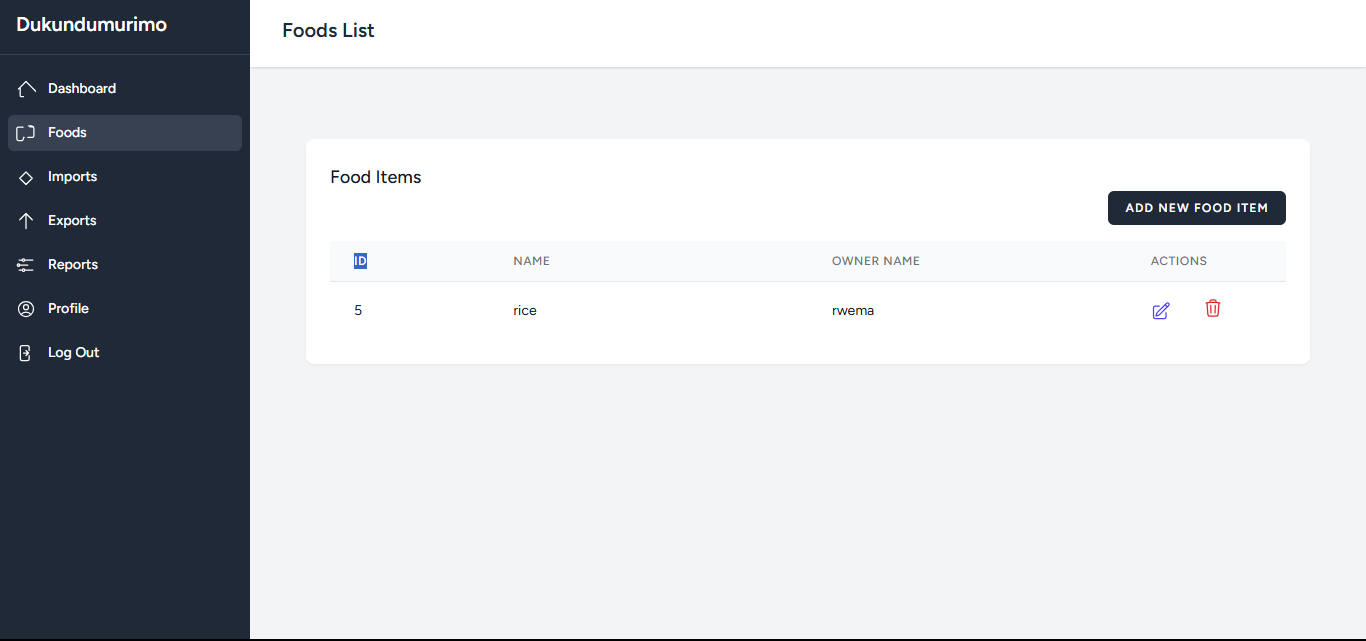 Dukundumurimo
Dashboard
Foods
Imports
Exports
Reports
Profile
Log Out
Foods List
Food Items
ADD NEW FOOD ITEM
ID NAME OWNER NAME ACTIONS
5 rice rwema